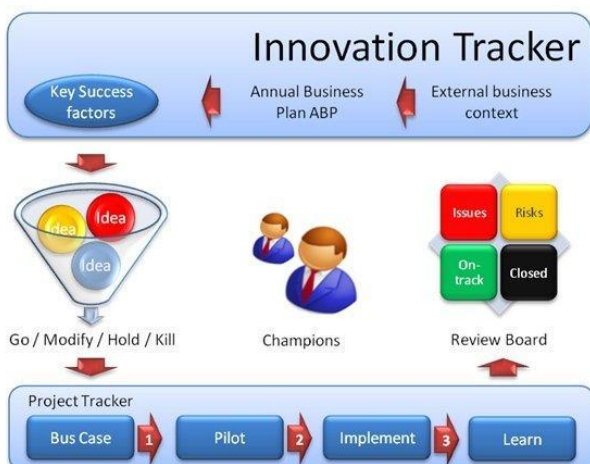 Innovation Tracker
Key Success
factors
Annual Business
Plan ABP
External business
context
Idea
Idea
Idea
Issues
Risks
On-
track
Closed
Go / Modify / Hold / Kill
Champions
Review Board
Project Tracker
Bus Case
1
Pilot
2
Implement
3
Learn